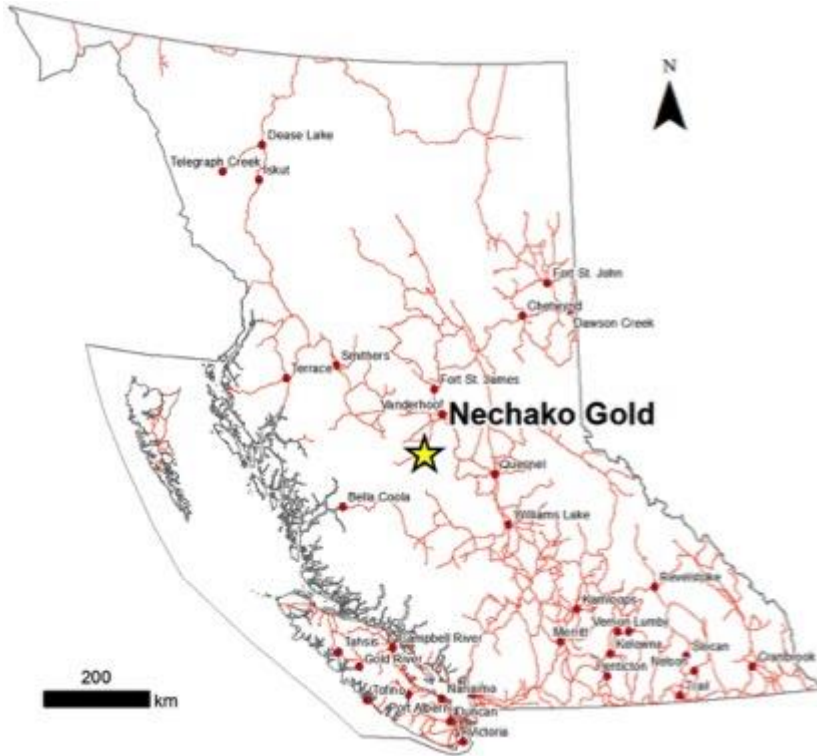 N
Dease Lake
Telegraph Creek
Iskut
Fort St. John
Chetwynd
Dawson Creek
Smithers
Terrace
Fort St. James
Vanderhoof
Nechako Gold
Quesnel
Bella Coola
Williams Lake
Revelstoke
Kamloops
Vernon Lumby
Merritt
Kelowna
Slocan
Tahsis
Campbell River
Gold River
Penticton
Nelson
Cranbrook
200
km
Tofino
Nanaimo
Trail
Port Alberni
Duncan
Victoria